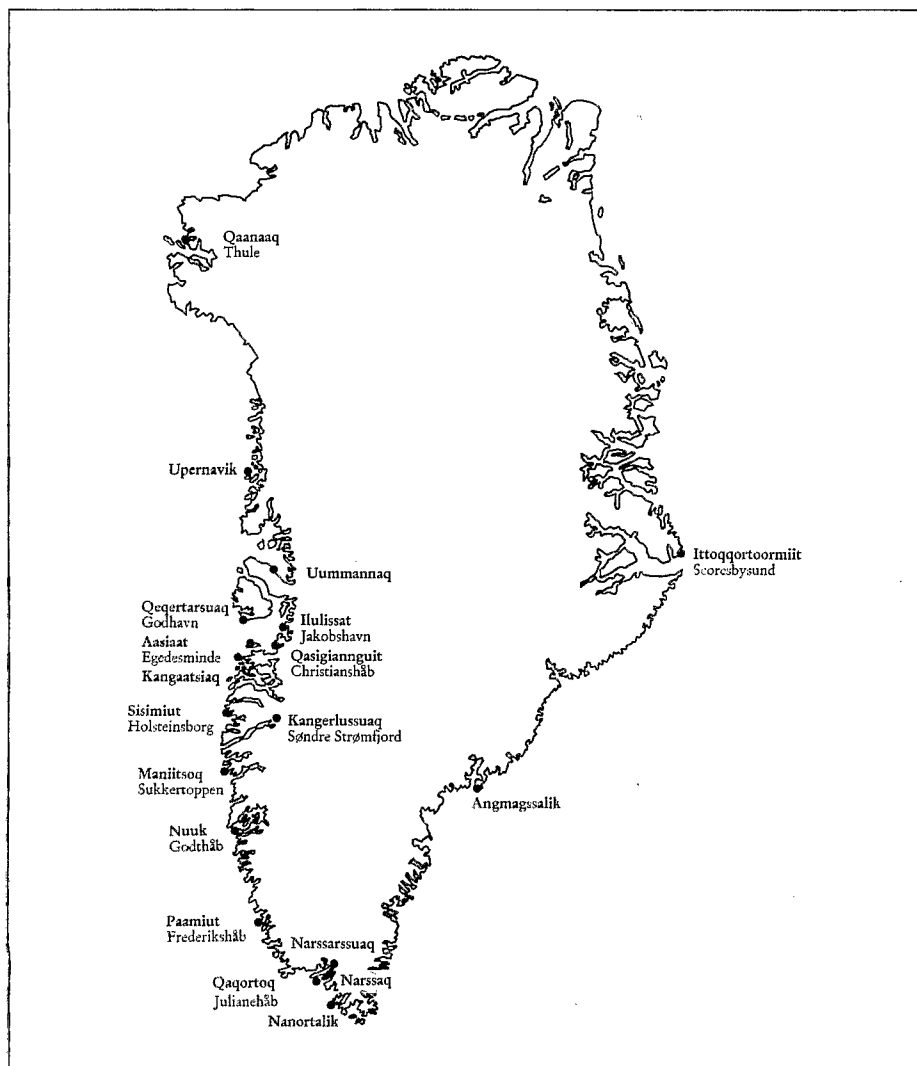 Qaanaaq
Thule
Upernavik
Ittoqqortoormiit
Scoresbysund
Uummannaq
Qeqertarsuaq
Godhavn
Ilulissat
Jakobshavn
Aasiaat
Egedesminde
Qasigiannguit
Christianshåb
Kangaatsiaq
Sisimiut
Holsteinsborg
Kangerlussuaq
Søndre Strømfjord
Maniitsoq
Sukkertoppen
Angmagssalik
Nuuk
Godthåb
Paamiut
Frederikshåb
Narssarssuaq
Qaqortoq
Julianehåb
Narssaq
Nanortalik